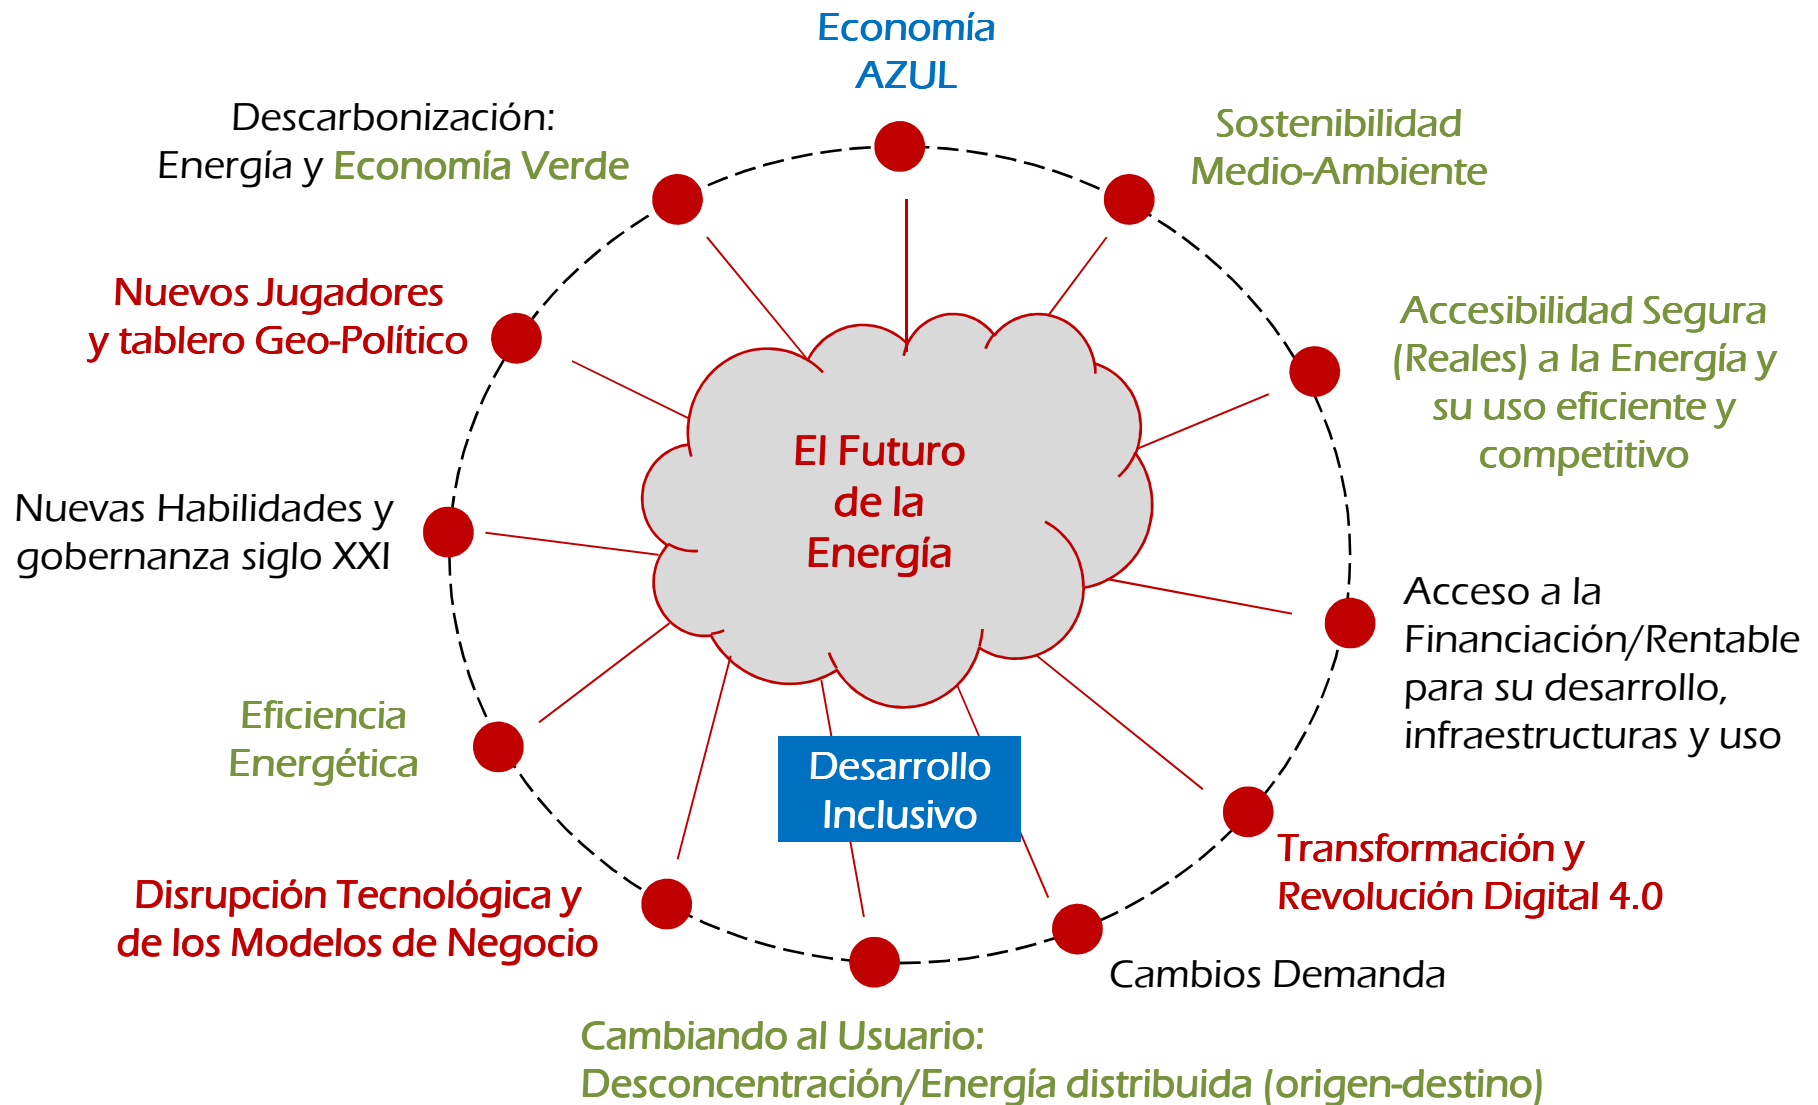 Economía
AZUL
Sostenibilidad
Medio-Ambiente
Accesibilidad Segura
(Reales) a la Energía y
su uso eficiente y
competitivo
Acceso a la
Financiación/Rentable
para su desarrollo,
infraestructuras y uso
Transformación y
Revolución Digital 4.0
Cambios Demanda
Cambiando al Usuario:
Desconcentración/Energía distribuida (origen-destino)
Disrupción Tecnológica y
de los Modelos de Negocio
Eficiencia
Energética
Nuevas Habilidades y
gobernanza siglo XXI
Nuevos Jugadores
y tablero Geo-Político
Descarbonización:
Energía y Economía Verde
El Futuro
de la
Energía
Desarrollo
Inclusivo